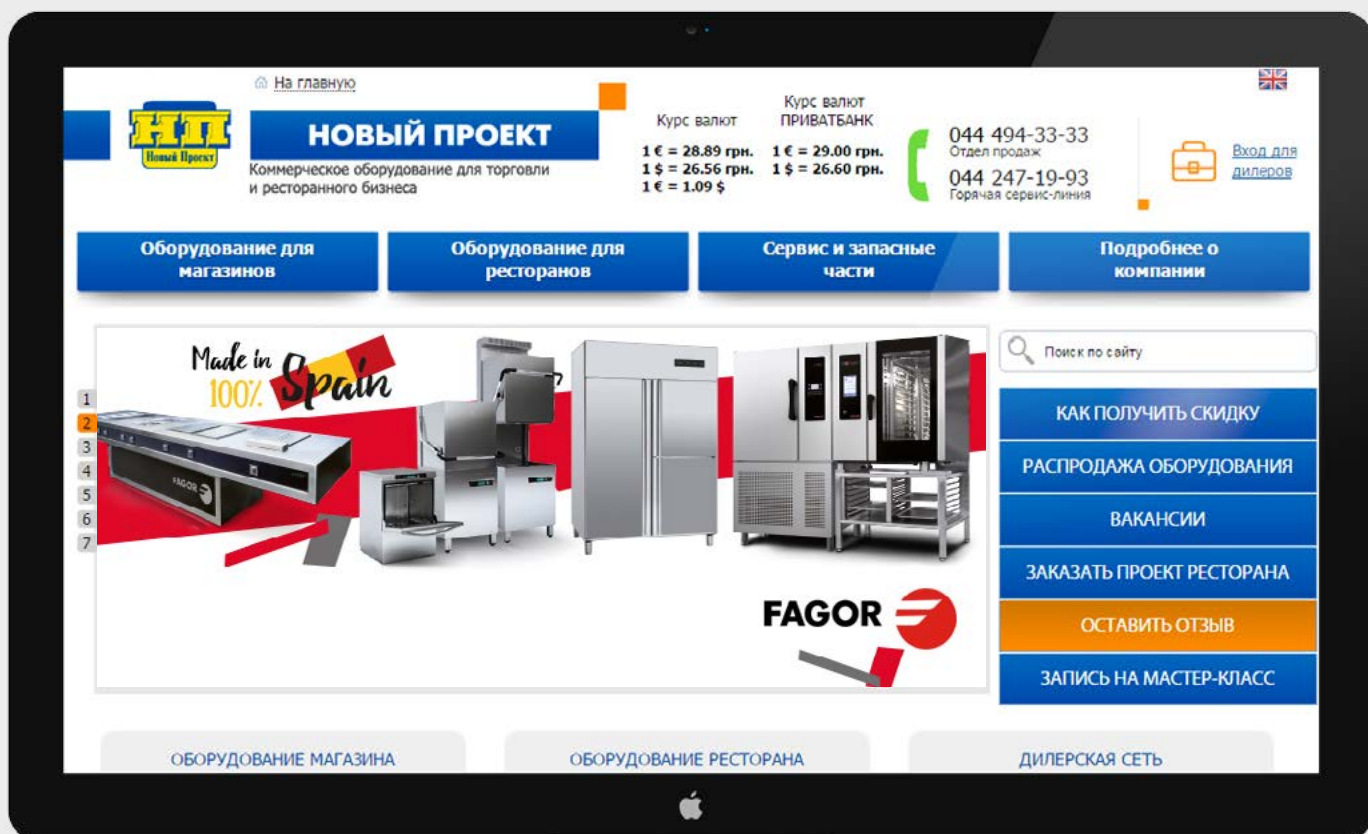 На главную
НП
Новый Проект
НОВЫЙ ПРОЕКТ
Коммерческое оборудование для торговли
и ресторанного бизнеса
Курс валют
1 € = 28.89 грн.
1 $ = 26.56 грн.
1 € = 1.09 $
Курс валют
ПРИВАТБАНК
1 € = 29.00 грн.
1 $ = 26.60 грн.
044 494-33-33
Отдел продаж
044 247-19-93
Горячая сервис-линия
Вход для
дилеров
Оборудование для
магазинов
Оборудование для
ресторанов
Сервис и запасные
части
Подробнее о
компании
Made in
100% Spain
FAGOR
FAGOR
1
2
3
4
5
6
7
Поиск по сайту
КАК ПОЛУЧИТЬ СКИДКУ
РАСПРОДАЖА ОБОРУДОВАНИЯ
ВАКАНСИИ
ЗАКАЗАТЬ ПРОЕКТ РЕСТОРАНА
ОСТАВИТЬ ОТЗЫВ
ЗАПИСЬ НА МАСТЕР-КЛАСС
ОБОРУДОВАНИЕ МАГАЗИНА
ОБОРУДОВАНИЕ РЕСТОРАНА
ДИЛЕРСКАЯ СЕТЬ